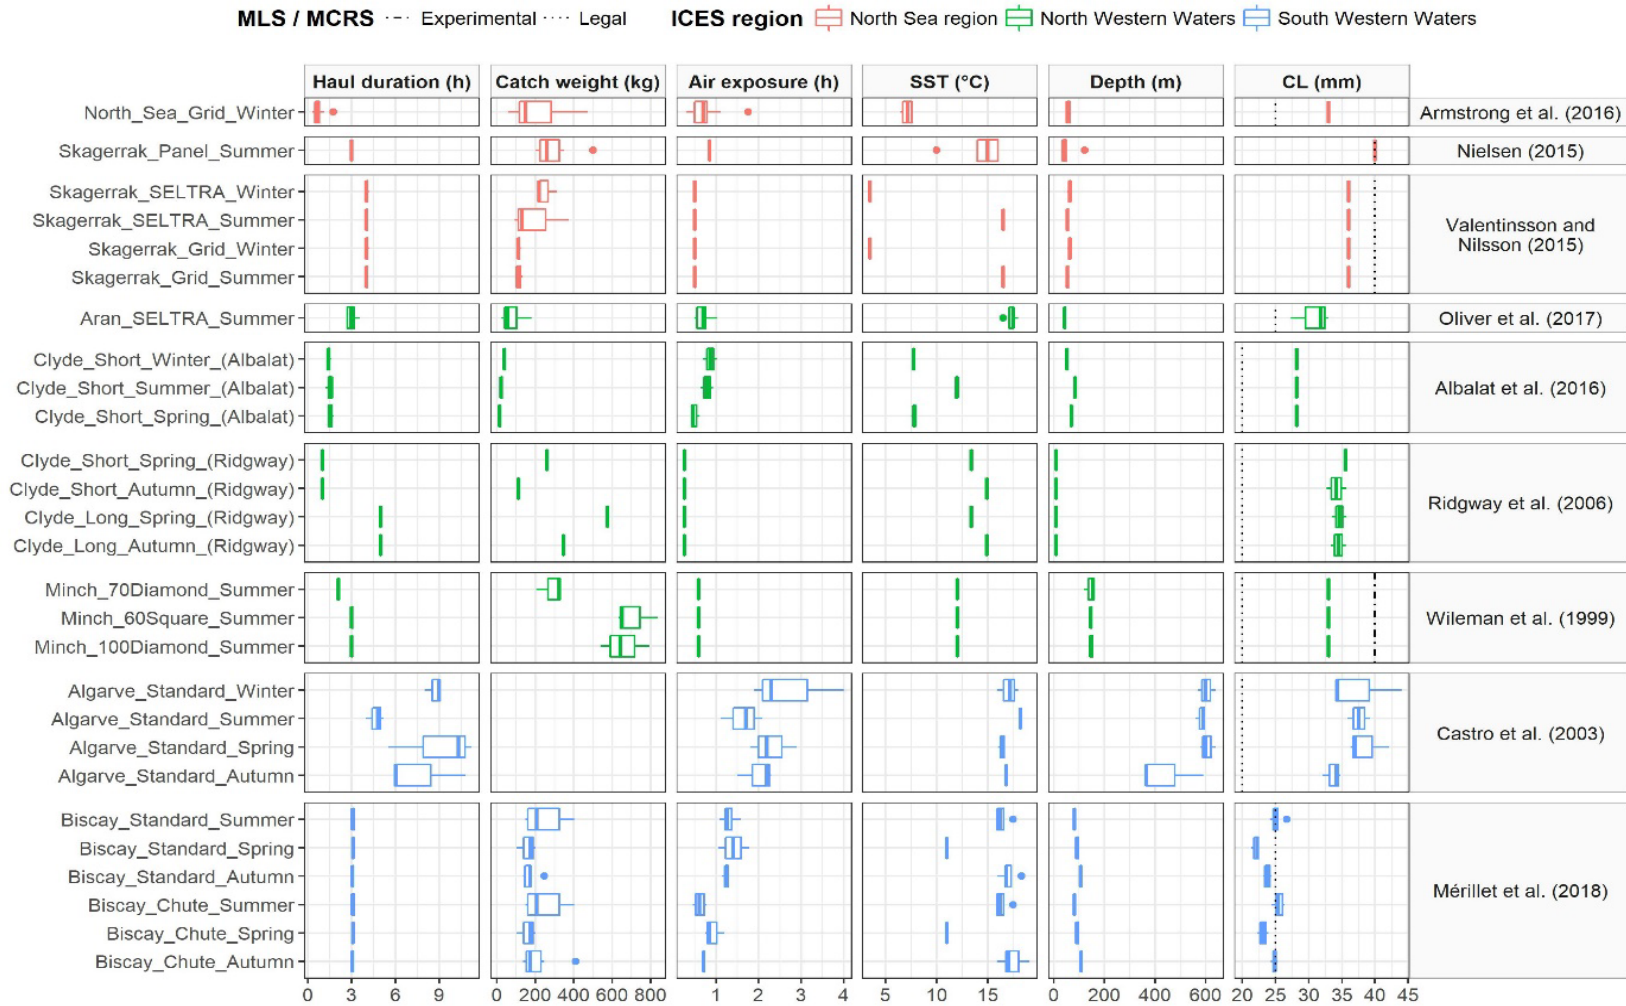 MLS / MCRS Experimental Legal ICES region North Sea region North Western Waters South Western Waters
Haul duration (h) Catch weight (kg) Air exposure (h) SST (°C) Depth (m) CL (mm)
North_Sea_Grid_Winter Armstrong et al. (2016)
Skagerrak_Panel_Summer Nielsen (2015)
Skagerrak_SELTRA_Winter
Skagerrak_SELTRA_Summer
Skagerrak_Grid_Winter
Skagerrak_Grid_Summer
Valentinsson and
Nilsson (2015)
Aran_SELTRA_Summer Oliver et al. (2017)
Clyde_Short_Winter_(Albalat)
Clyde_Short_Summer_(Albalat) Albalat et al. (2016)
Clyde_Short_Spring_(Albalat)
Clyde_Short_Spring_(Ridgway)
Clyde_Short_Autumn_(Ridgway)
Clyde_Long_Spring_(Ridgway)
Clyde_Long_Autumn_(Ridgway)
Ridgway et al. (2006)
Minch_70Diamond_Summer
Minch_60Square_Summer Wileman et al. (1999)
Minch_100Diamond_Summer
Algarve_Standard_Winter
Algarve_Standard_Summer
Algarve_Standard_Spring
Algarve_Standard_Autumn
Castro et al. (2003)
Biscay_Standard_Summer
Biscay_Standard_Spring
Biscay_Standard_Autumn
Biscay_Chute_Summer
Biscay_Chute_Spring
Biscay_Chute_Autumn
Mérillet et al. (2018)
0 3 6 9 0 200 400 600 800 1 2 3 4 5 10 15 0 200 400 600 20 25 30 35 40 45